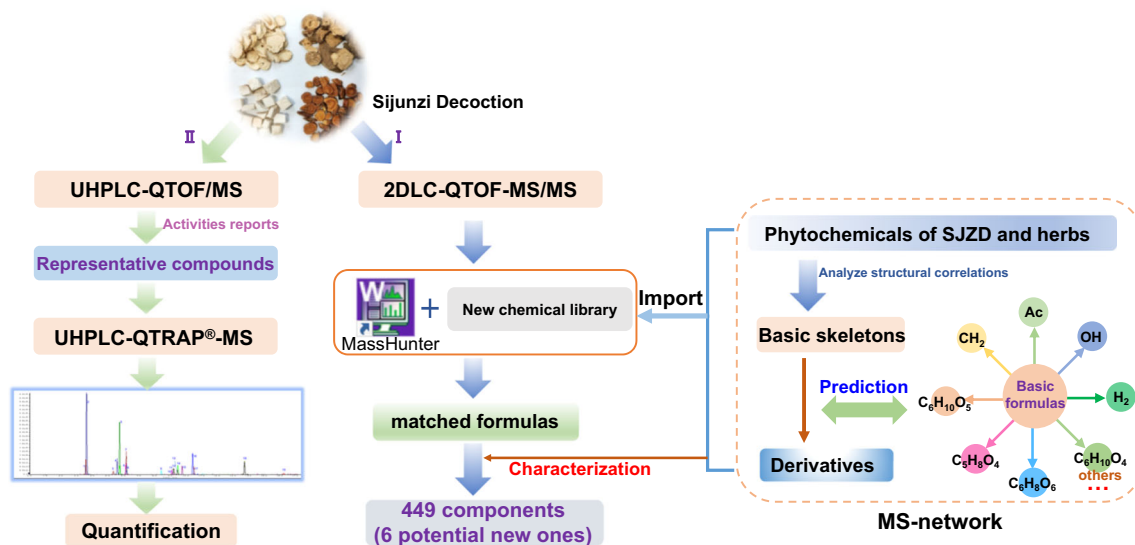 Sijunzi Decoction
II
I
UHPLC-QTOF/MS
Activities reports
Representative compounds
UHPLC-QTRAP®-MS
Quantification
2DLC-QTOF-MS/MS
WH
+
New chemical library
MassHunter
Import
matched formulas
Characterization
449 components
(6 potential new ones)
Phytochemicals of SJZD and herbs
Analyze structural correlations
Basic skeletons
Prediction
Derivatives
Ac
CH₂
OH
Basic
formulas
C₆H₁₀O₅
H₂
C₅H₈O₄
C₆H₈O₆
C₆H₁₀O₄
others
...
MS-network